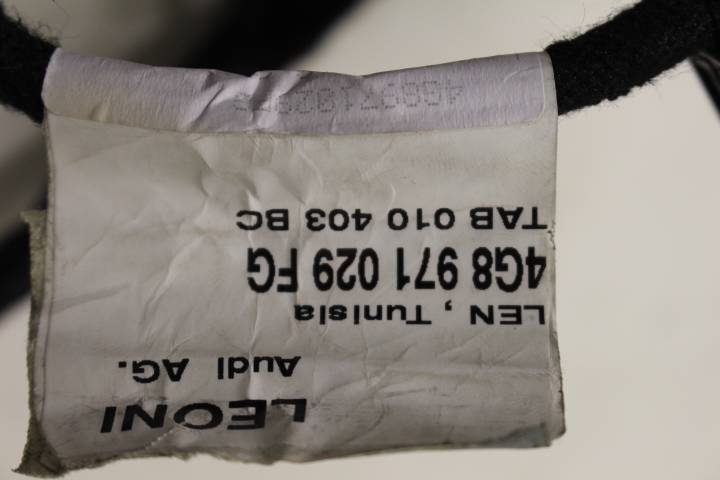 LEONI
Audi AG.
LEN , Tunisia
4G8 971 029 FG
TAB 010 403 BC